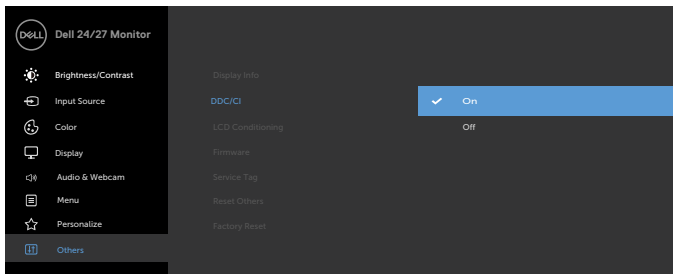 DELL
Dell 24/27 Monitor
Brightness/Contrast
Input Source
Color
Display
Audio & Webcam
Menu
Personalize
Others
Display Info
DDC/CI
LCD Conditioning
Firmware
Service Tag
Reset Others
Factory Reset
On
Off